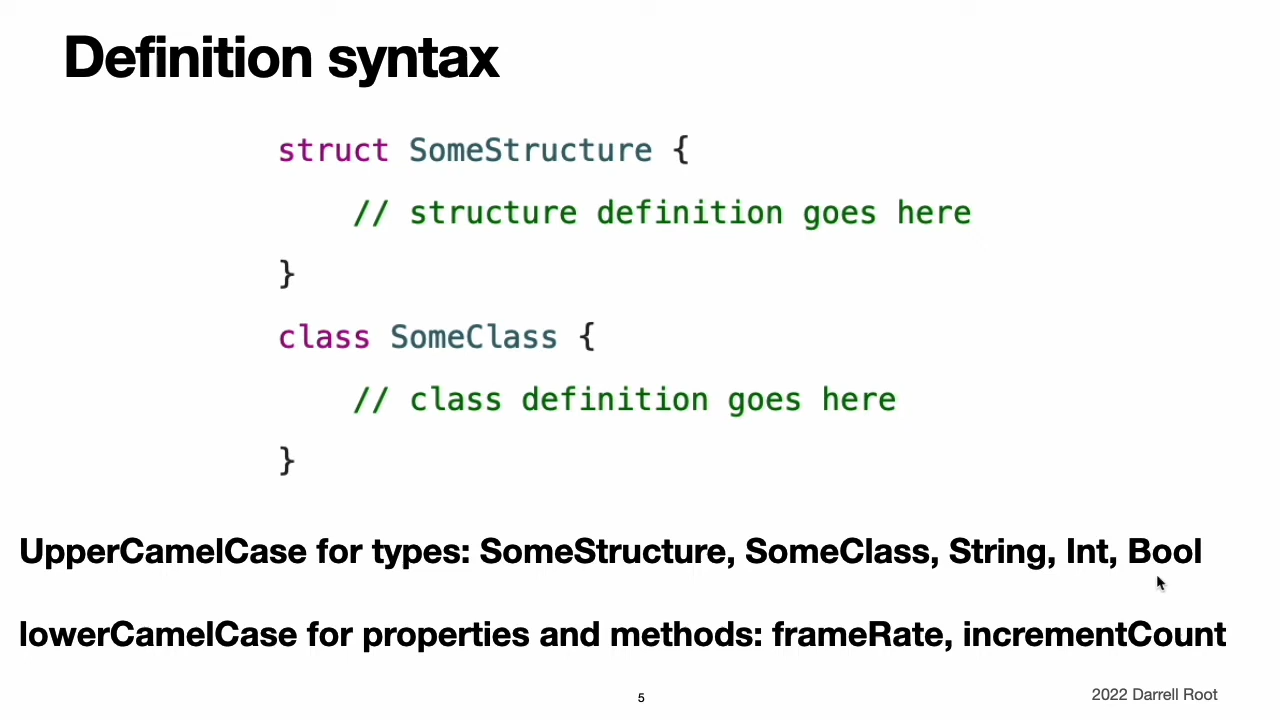 Definition syntax
struct SomeStructure {
// structure definition goes here
}
class SomeClass {
// class definition goes here
}
UpperCamelCase for types: SomeStructure, SomeClass, String, Int, Bool
lowerCamelCase for properties and methods: frameRate, incrementCount
5
2022 Darrell Root